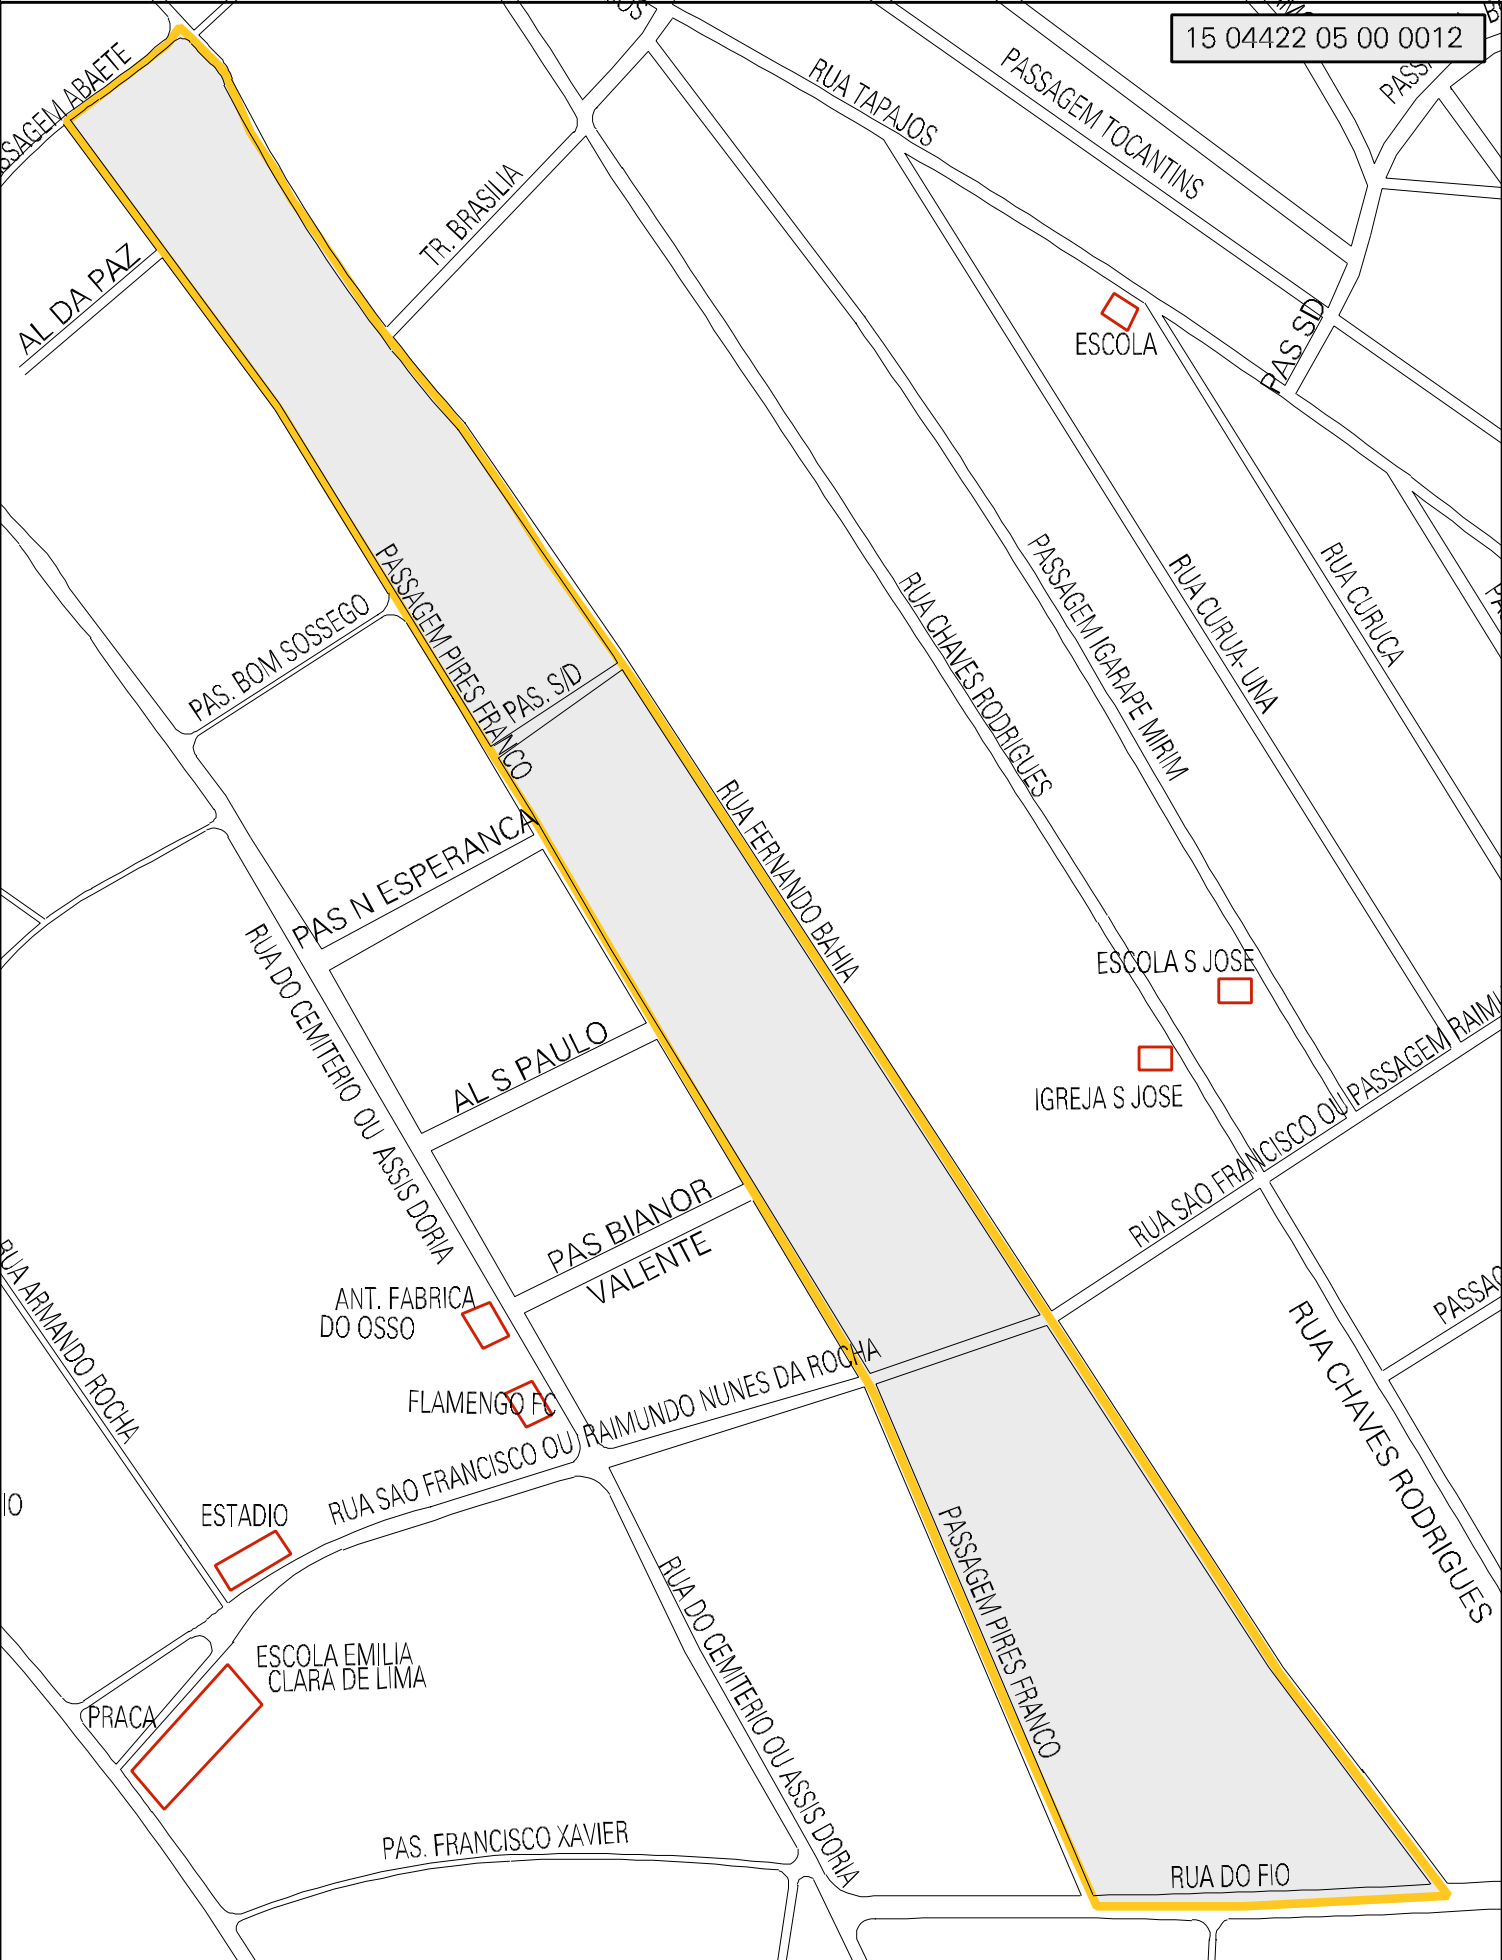 15 04422 05 00 0012
RUA TAPAJOS
PASSAGEM TOCANTINS
TR. BRASILIA
AL DA PAZ
PAS SD
ESCOLA
PASSAGEM PIRES FRANCO
PAS. BOM SOSSEGO
PAS. S/D
RUA CHAVES RODRIGUES
PASSAGEM IGARAPE MIRIM
RUA CURUA-UNA
RUA CURUCA
RUA FERNANDO BAHIA
PAS N ESPERANCA
RUA DO CEMITERIO OU ASSIS DORIA
ESCOLA S JOSE
IGREJA S JOSE
AL S PAULO
RUA SAO FRANCISCO OU PASSAGEM RAIMU
PAS BIANOR
VALENTE
RUA ARMANDO ROCHA
ANT. FABRICA
DO OSSO
FLAMENGO FC
RUA SAO FRANCISCO OU RAIMUNDO NUNES DA ROCHA
PASSAG
RUA CHAVES RODRIGUES
IO
ESTADIO
PASSAGEM PIRES FRANCO
RUA DO CEMITERIO OU ASSIS DORIA
ESCOLA EMILIA
CLARA DE LIMA
PRACA
PAS. FRANCISCO XAVIER
RUA DO FIO
SSAGEM ABAETE